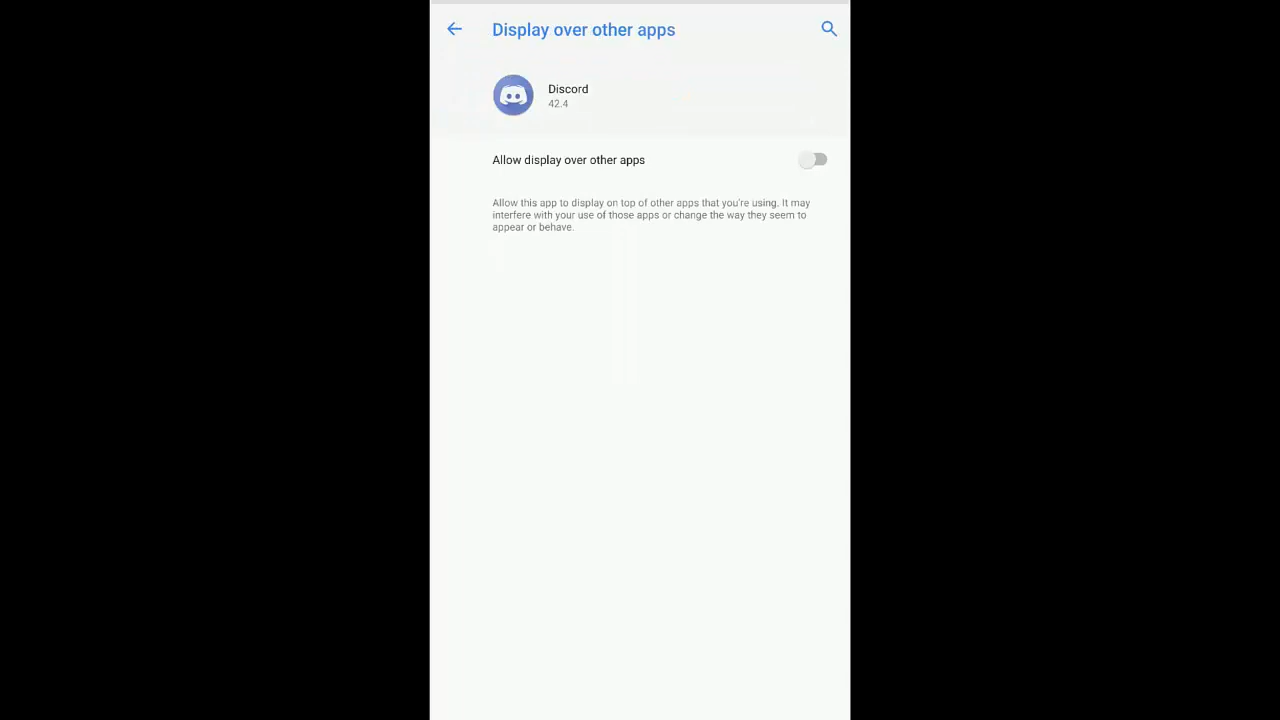 Display over other apps
Discord
42.4
Allow display over other apps
Allow this app to display on top of other apps that you're using. It may
interfere with your use of those apps or change the way they seem to
appear or behave.